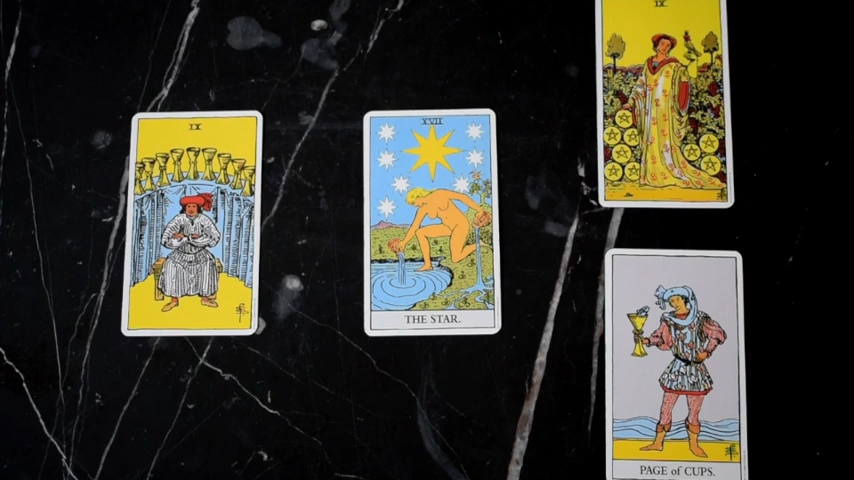 IX
XVII
THE STAR.
IX
PAGE of CUPS.